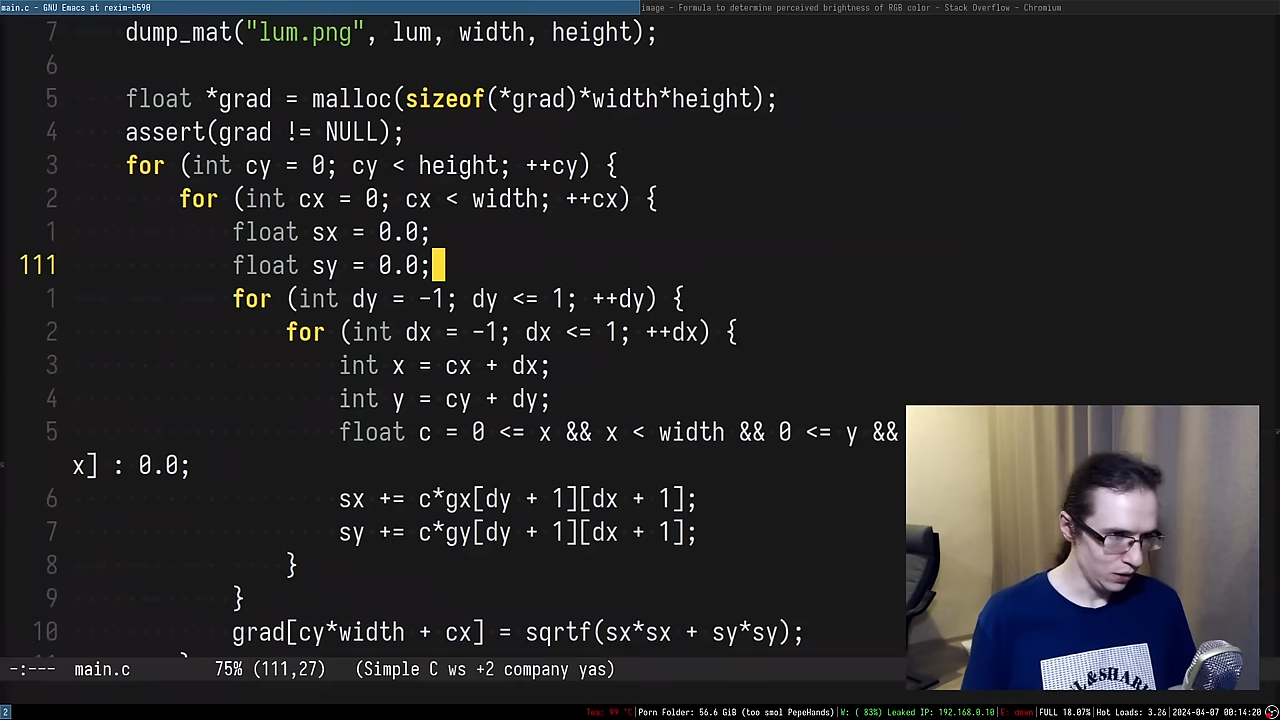 main.c - GNU Emacs at rexim-b590
image - Formula to determine perceived brightness of RGB color - Stack Overflow - Chromium
7 dump_mat("lum.png", lum, width, height);
6
5 float *grad = malloc(sizeof(*grad)*width*height);
4 assert(grad != NULL);
3 for (int cy = 0; cy < height; ++cy) {
2 for (int cx = 0; cx < width; ++cx) {
1 float sx = 0.0;
111 float sy = 0.0;
1 for (int dy = -1; dy <= 1; ++dy) {
2 for (int dx = -1; dx <= 1; ++dx) {
3 int x = cx + dx;
4 int y = cy + dy;
5 float c = 0 <= x && x < width && 0 <= y &&
x] : 0.0;
6 sx += c*gx[dy + 1][dx + 1];
7 sy += c*gy[dy + 1][dx + 1];
8 }
9 }
10 grad[cy*width + cx] = sqrtf(sx*sx + sy*sy);
-:--- main.c 75% (111,27) (Simple C ws +2 company yas)
2
Tea: 99 °C|Porn Folder: 56.6 GiB (too smol PepeHands)|W: ( 83%) Leaked IP: 192.168.0.10|E: down|FULL 18.07%|Hot Loads: 3.26|2024-04-07 00:14:20